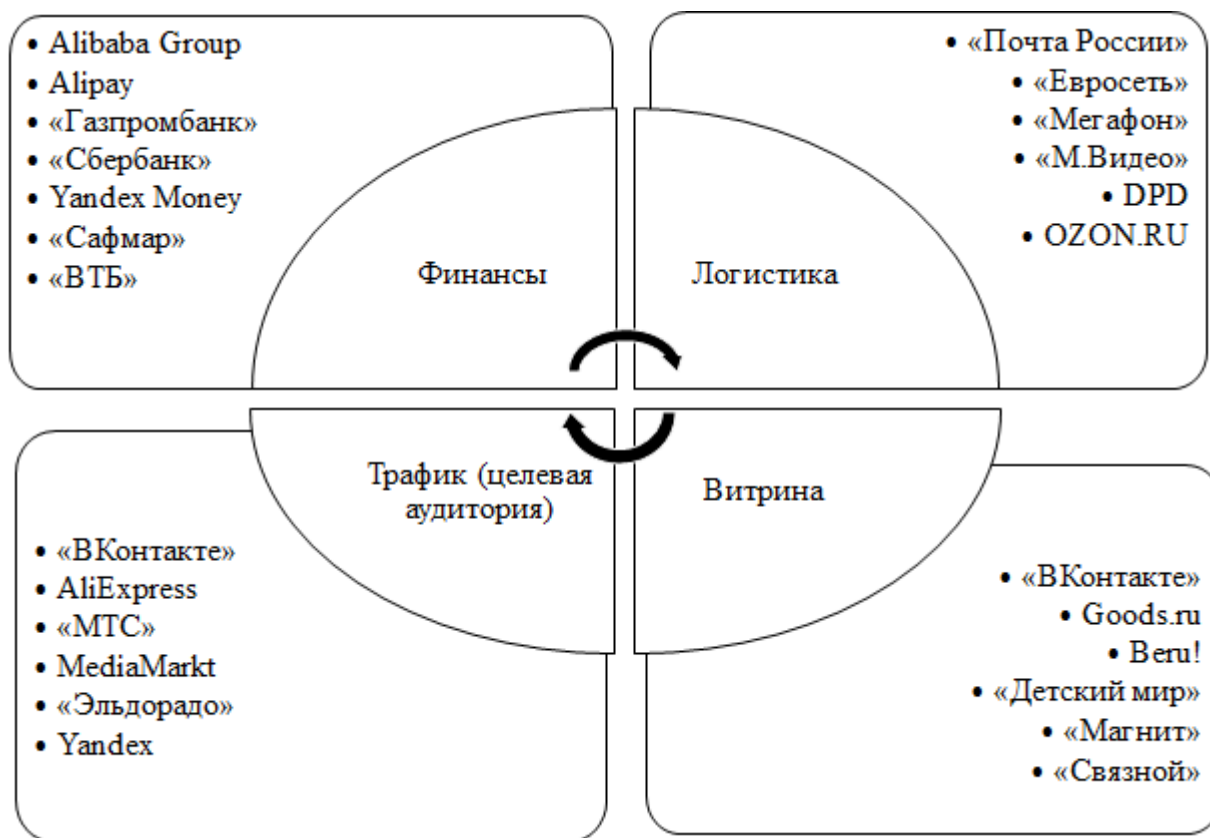 • Alibaba Group
• Alipay
• «Газпромбанк»
• «Сбербанк»
• Yandex Money
• «Сафмар»
• «ВТБ»
Финансы
• «Почта России»
• «Евросеть»
• «Мегафон»
• «М.Видео»
• DPD
• OZON.RU
Логистика
Трафик (целевая
аудитория)
• «ВКонтакте»
• AliExpress
• «МТС»
• MediaMarkt
• «Эльдорадо»
• Yandex
Витрина
• «ВКонтакте»
• Goods.ru
• Beru!
• «Детский мир»
• «Магнит»
• «Связной»